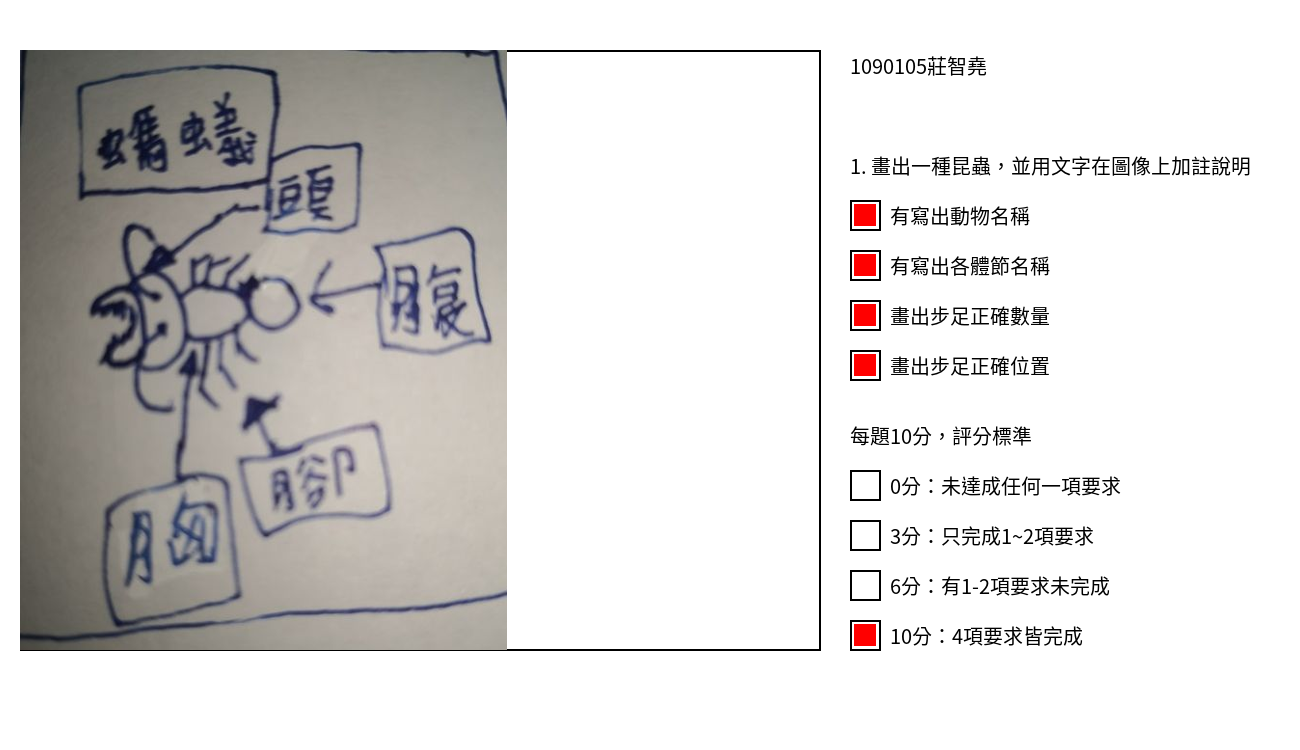 螞蟻
頭
腹
腳
胸
1090105莊智堯
1. 畫出一種昆蟲，並用文字在圖像上加註說明
有寫出動物名稱
有寫出各體節名稱
畫出步足正確數量
畫出步足正確位置
每題10分，評分標準
0分：未達成任何一項要求
3分：只完成1~2項要求
6分：有1-2項要求未完成
10分：4項要求皆完成